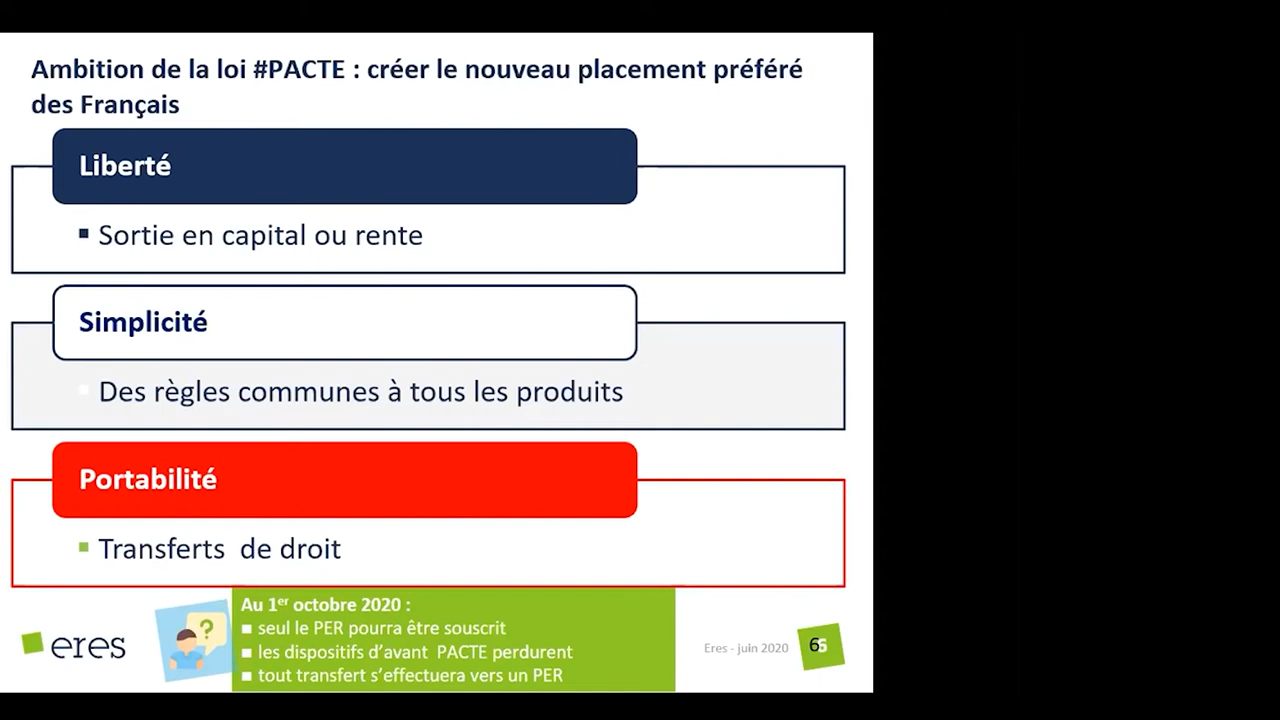 Ambition de la loi #PACTE : créer le nouveau placement préféré
des Français
Liberté
▪ Sortie en capital ou rente
Simplicité
▪ Des règles communes à tous les produits
Portabilité
▪ Transferts de droit
Au 1er octobre 2020 :
■ seul le PER pourra être souscrit
■ les dispositifs d'avant PACTE perdurent
■ tout transfert s'effectuera vers un PER
?
eres
Eres - juin 2020
6